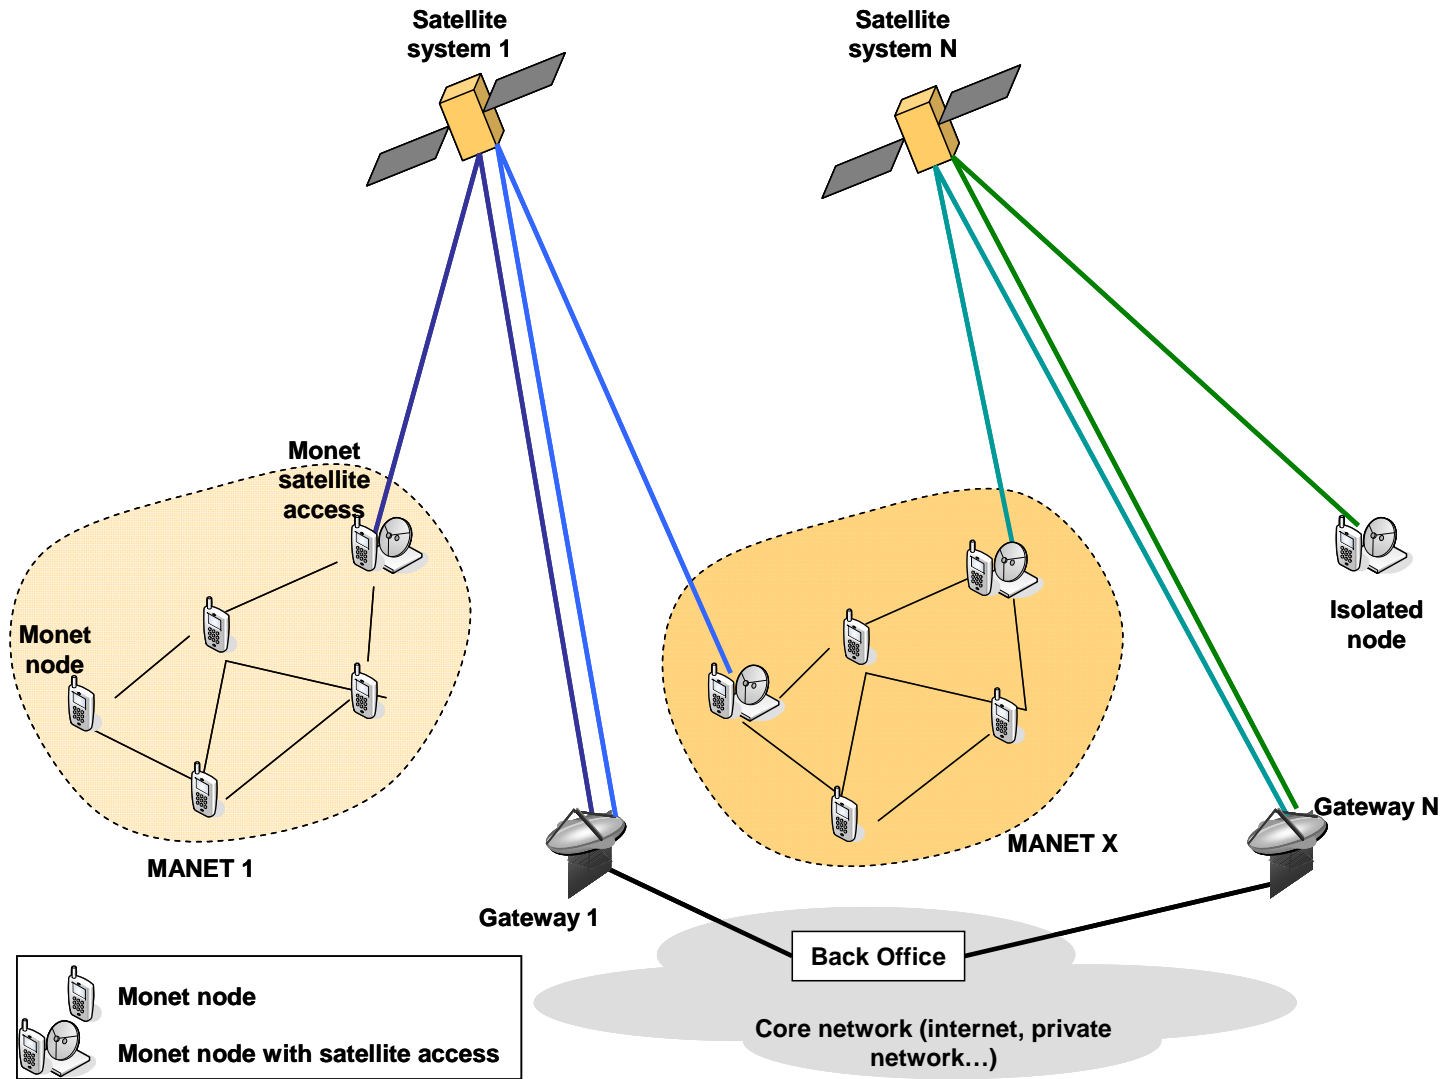 Satellite
system 1
Satellite
system N
Monet
satellite
access
Monet
node
Isolated
node
MANET 1
MANET X
Gateway N
Gateway 1
Back Office
Core network (internet, private
network…)
Monet node
Monet node with satellite access